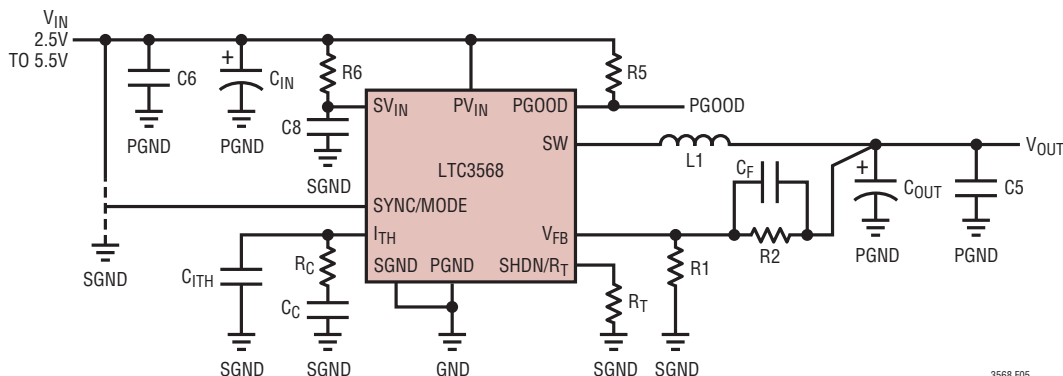 VIN
2.5V
TO 5.5V
C6
PGND
+
CIN
PGND
R6
C8
SGND
R5
PGOOD
SVIN
PVIN
PGOOD
SW
LTC3568
SYNC/MODE
ITH
VFB
SGND
PGND
SHDN/RT
L1
VOUT
CF
R2
+
COUT
PGND
C5
PGND
SGND
CITH
SGND
RC
CC
SGND
GND
RT
SGND
R1
SGND
3568 F05